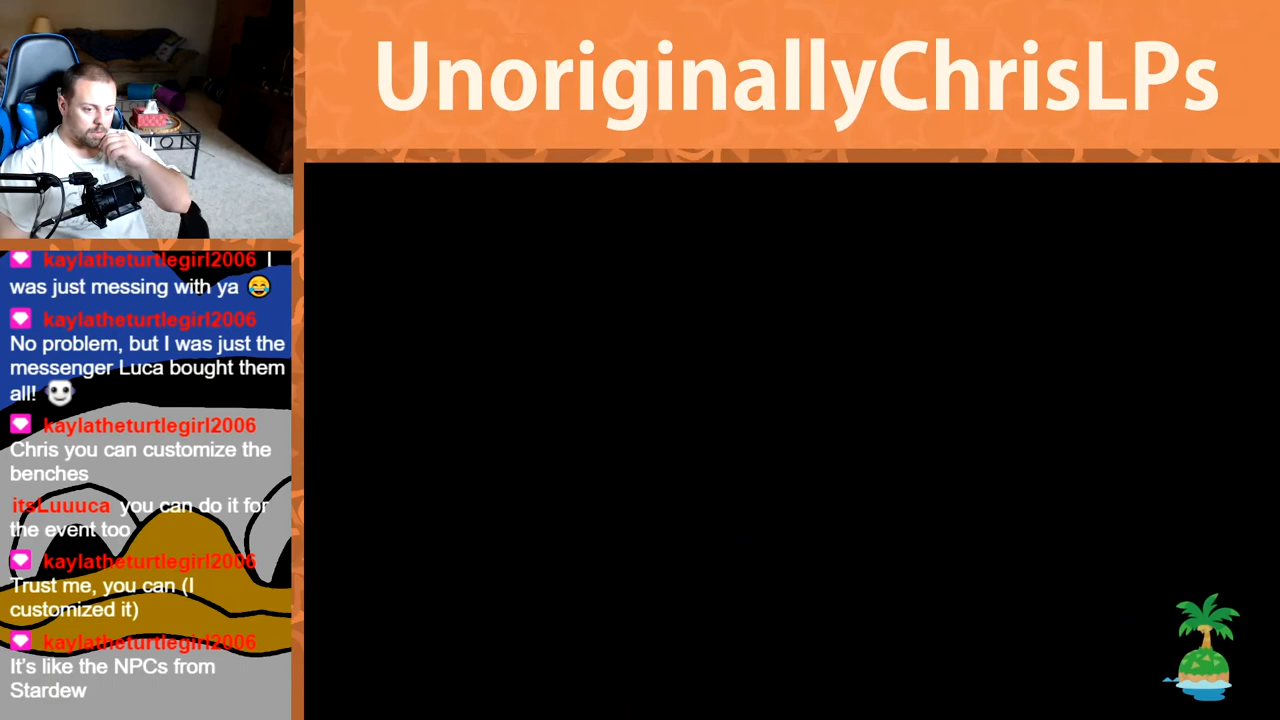 UnoriginallyChrisLPs
kaylatheturtlegirl2006 I
was just messing with ya 😂
kaylatheturtlegirl2006
No problem, but I was just the
messenger Luca bought them
all!
kaylatheturtlegirl2006
Chris you can customize the
benches
itsLuuuca you can do it for
the event too
kaylatheturtlegirl2006
Trust me, you can (I
customized it)
kaylatheturtlegirl2006
It's like the NPCs from
Stardew